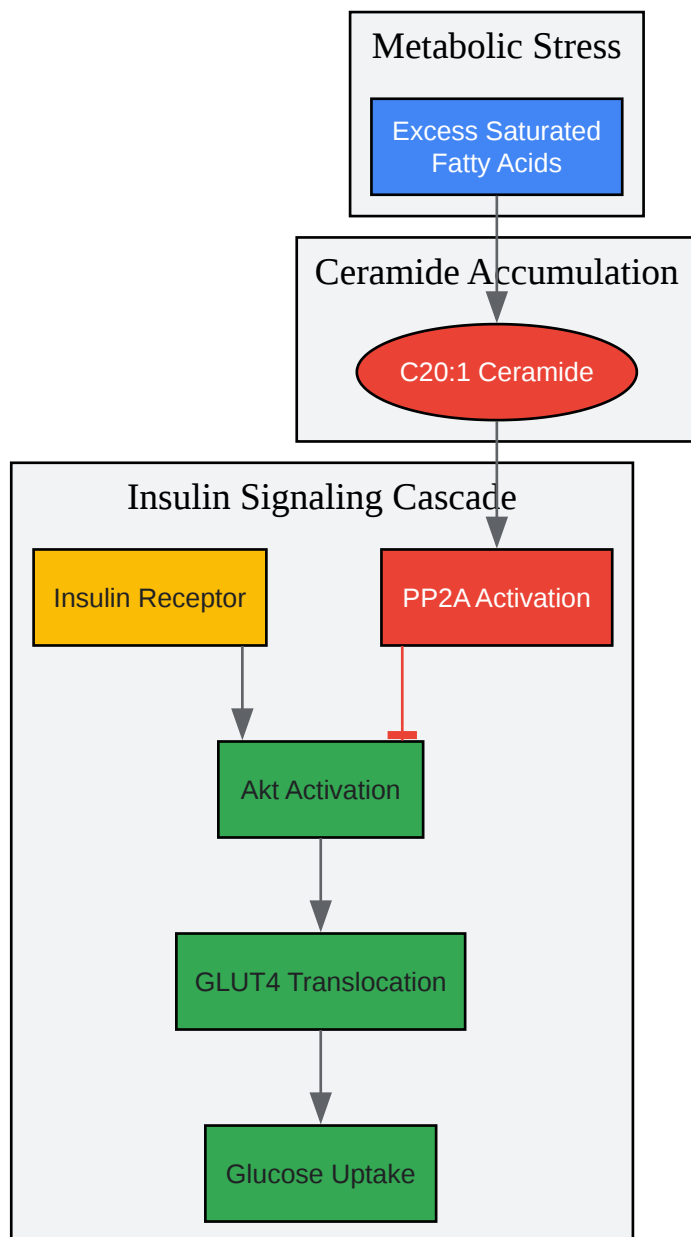 Metabolic Stress
Excess Saturated
Fatty Acids
Ceramide Accumulation
C20:1 Ceramide
Insulin Signaling Cascade
Insulin Receptor
PP2A Activation
Akt Activation
GLUT4 Translocation
Glucose Uptake